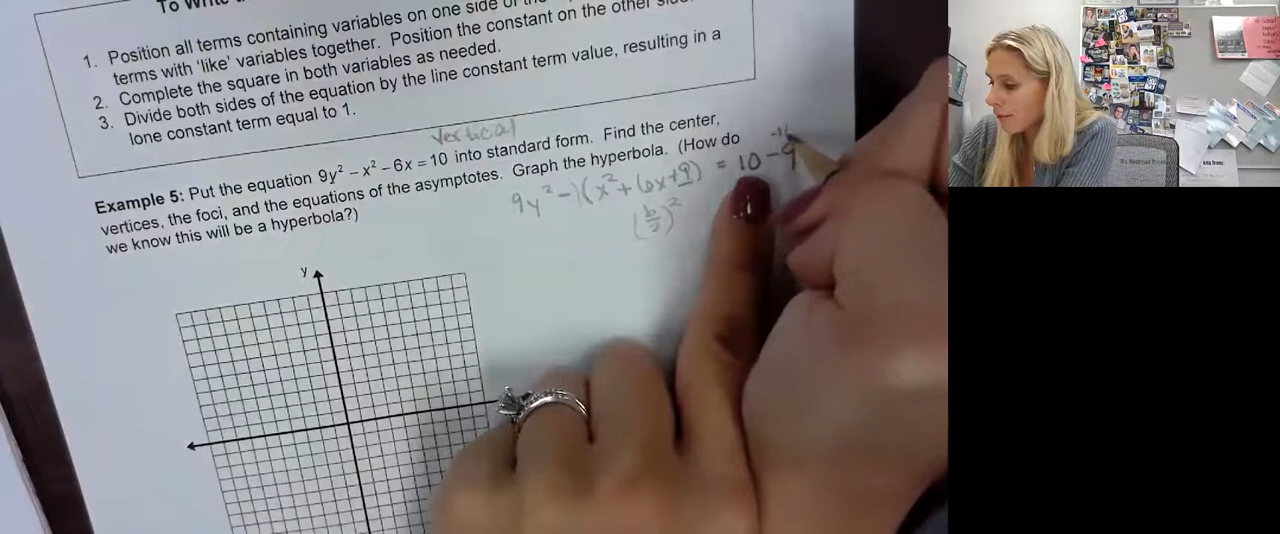 To Write the
1. Position all terms containing variables on one side of the
terms with 'like' variables together. Position the constant on the other side.
2. Complete the square in both variables as needed.
3. Divide both sides of the equation by the line constant term value, resulting in a
lone constant term equal to 1.
vertical
Example 5: Put the equation 9y² – x² – 6x = 10 into standard form. Find the center,
vertices, the foci, and the equations of the asymptotes. Graph the hyperbola. (How do
we know this will be a hyperbola?)
9y² - 1(x² + 6x + 9) = 10 - 9
(b/2)²
y